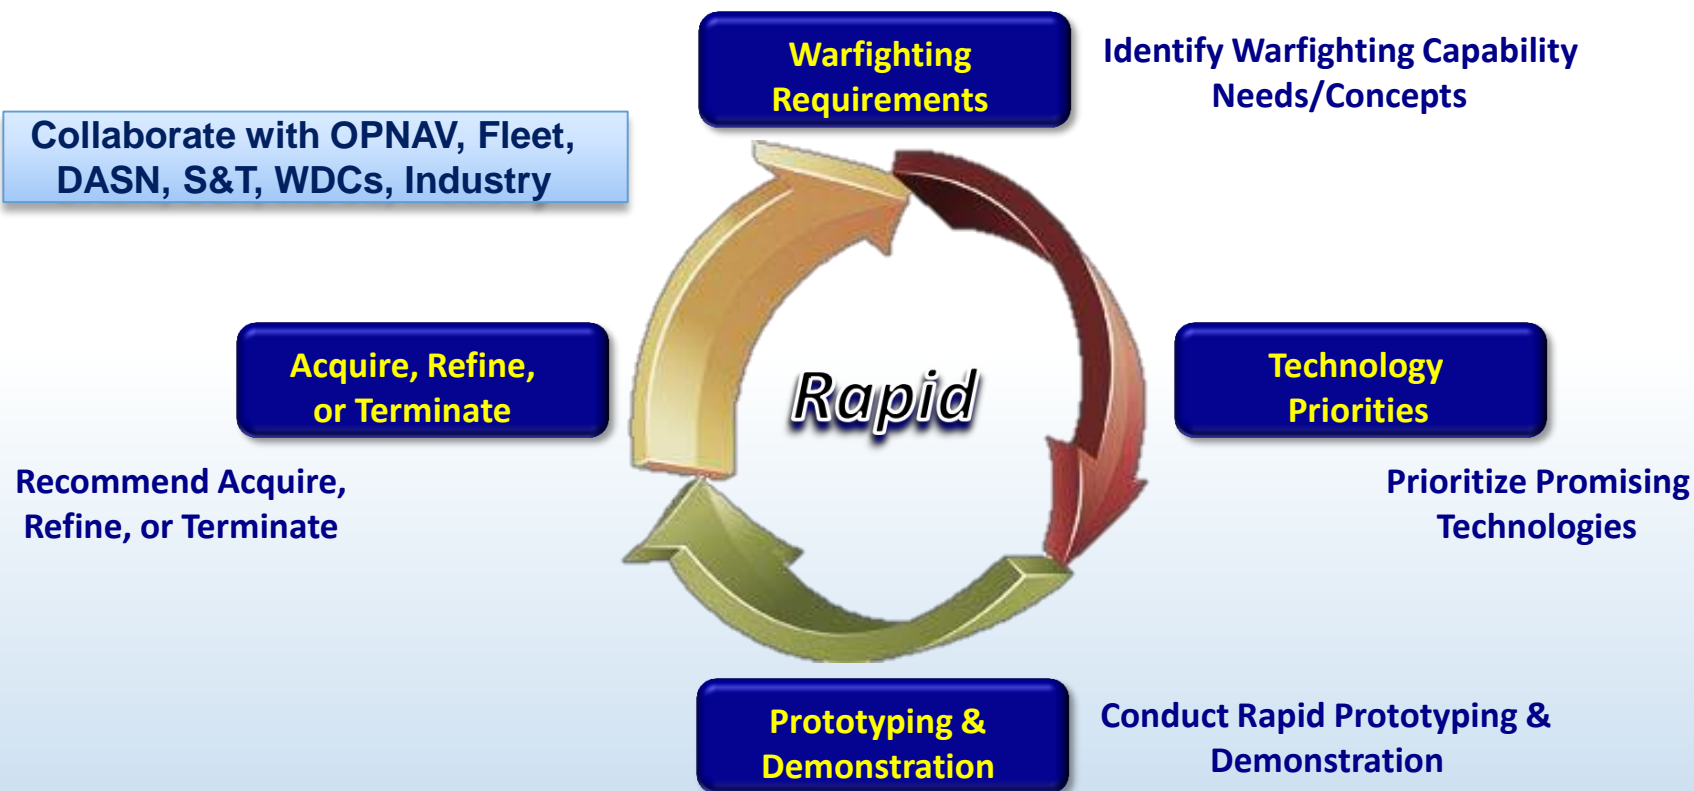 Warfighting
Requirements
Identify Warfighting Capability
Needs/Concepts
Collaborate with OPNAV, Fleet,
DASN, S&T, WDCs, Industry
Acquire, Refine,
or Terminate
Rapid
Technology
Priorities
Recommend Acquire,
Refine, or Terminate
Prioritize Promising
Technologies
Prototyping &
Demonstration
Conduct Rapid Prototyping &
Demonstration